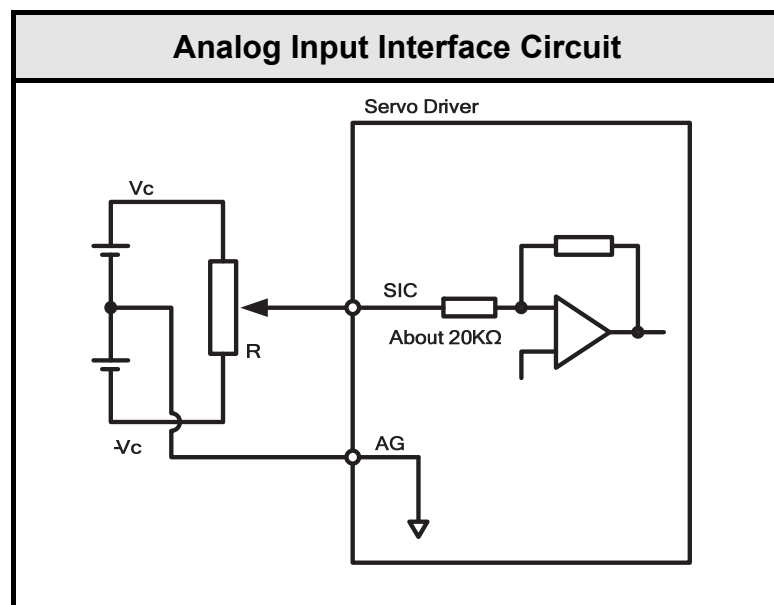 Analog Input Interface Circuit
Servo Driver
Vc
SIC
About 20KΩ
R
-Vc
AG